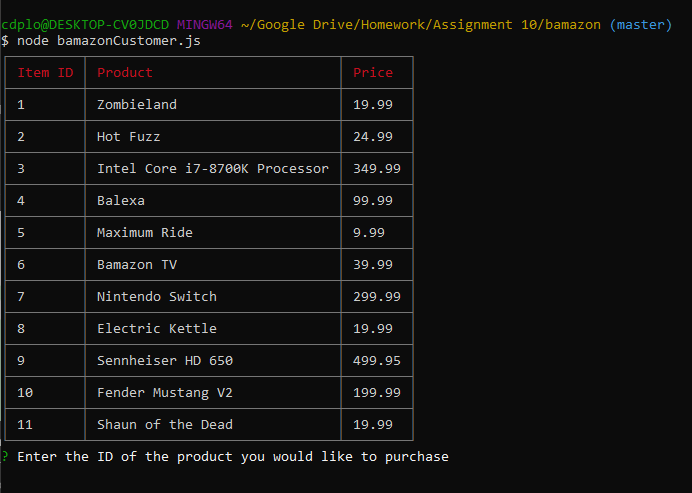 cdplo@DESKTOP-CV0JDCD MINGW64 ~/Google Drive/Homework/Assignment 10/bamazon (master)
$ node bamazonCustomer.js
Item ID Product Price
1 Zombieland 19.99
2 Hot Fuzz 24.99
3 Intel Core i7-8700K Processor 349.99
4 Balexa 99.99
5 Maximum Ride 9.99
6 Bamazon TV 39.99
7 Nintendo Switch 299.99
8 Electric Kettle 19.99
9 Sennheiser HD 650 499.95
10 Fender Mustang V2 199.99
11 Shaun of the Dead 19.99
? Enter the ID of the product you would like to purchase